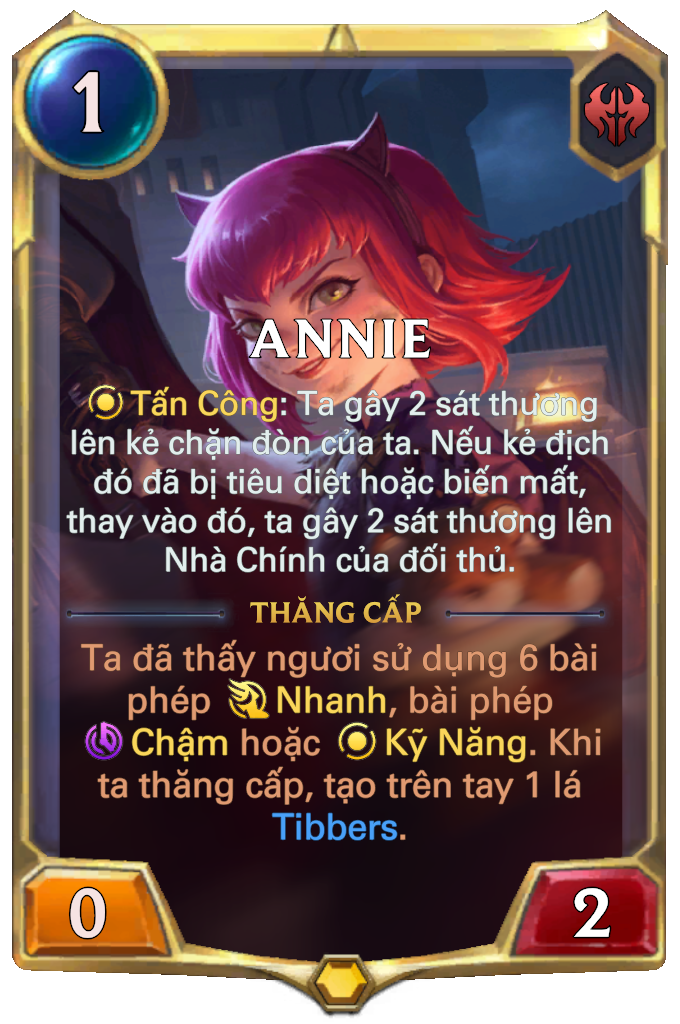 1
ANNIE
Tấn Công: Ta gây 2 sát thương
lên kẻ chặn đòn của ta. Nếu kẻ địch
đó đã bị tiêu diệt hoặc biến mất,
thay vào đó, ta gây 2 sát thương lên
Nhà Chính của đối thủ.
THĂNG CẤP
Ta đã thấy ngươi sử dụng 6 bài
phép Nhanh, bài phép
Chậm hoặc Kỹ Năng. Khi
ta thăng cấp, tạo trên tay 1 lá
Tibbers.
0
2